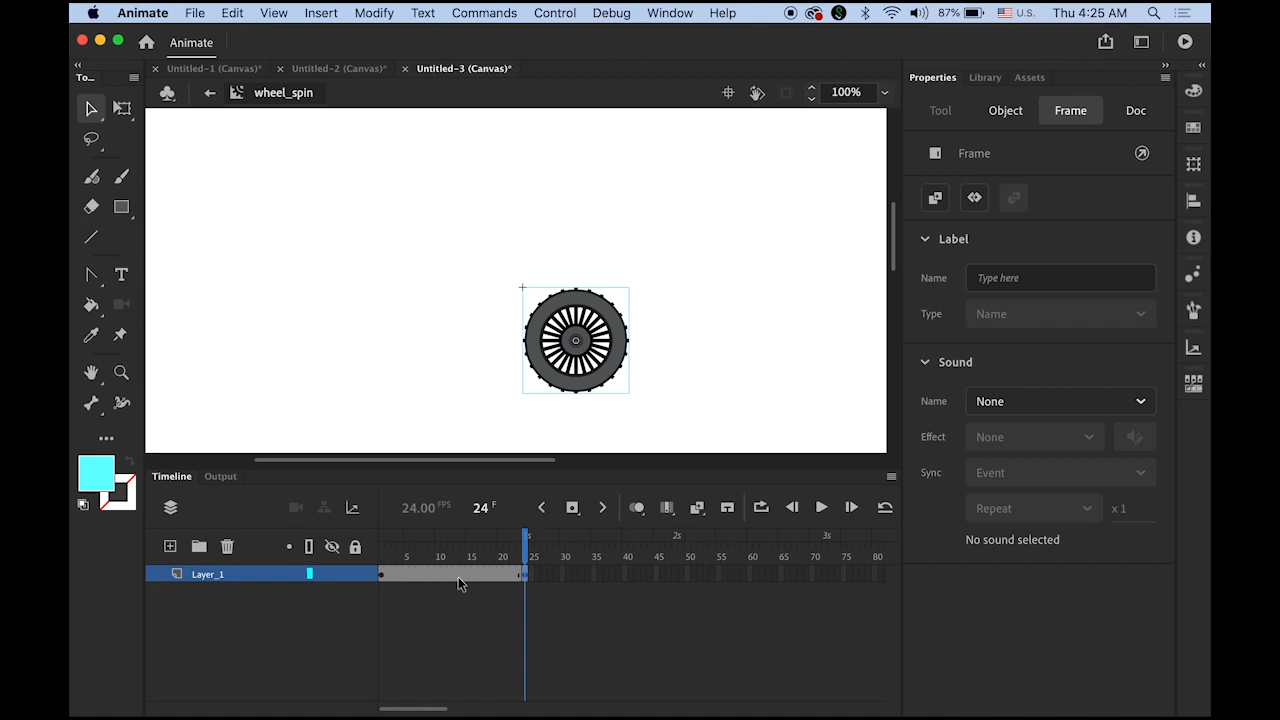 Animate File Edit View Insert Modify Text Commands Control Debug Window Help 87% U.S. Thu 4:25 AM
Animate
To... Untitled-1 (Canvas)* Untitled-2 (Canvas)* Untitled-3 (Canvas)* Properties Library Assets
wheel_spin 100%
Tool Object Frame Doc
Frame
Label
Name Type here
Type Name
Sound
Name None
Effect None
Sync Event
Repeat x 1
No sound selected
Timeline Output
24.00 FPS 24 F
s 2s 3s
5 10 15 20 25 30 35 40 45 50 55 60 65 70 75 80
Layer_1